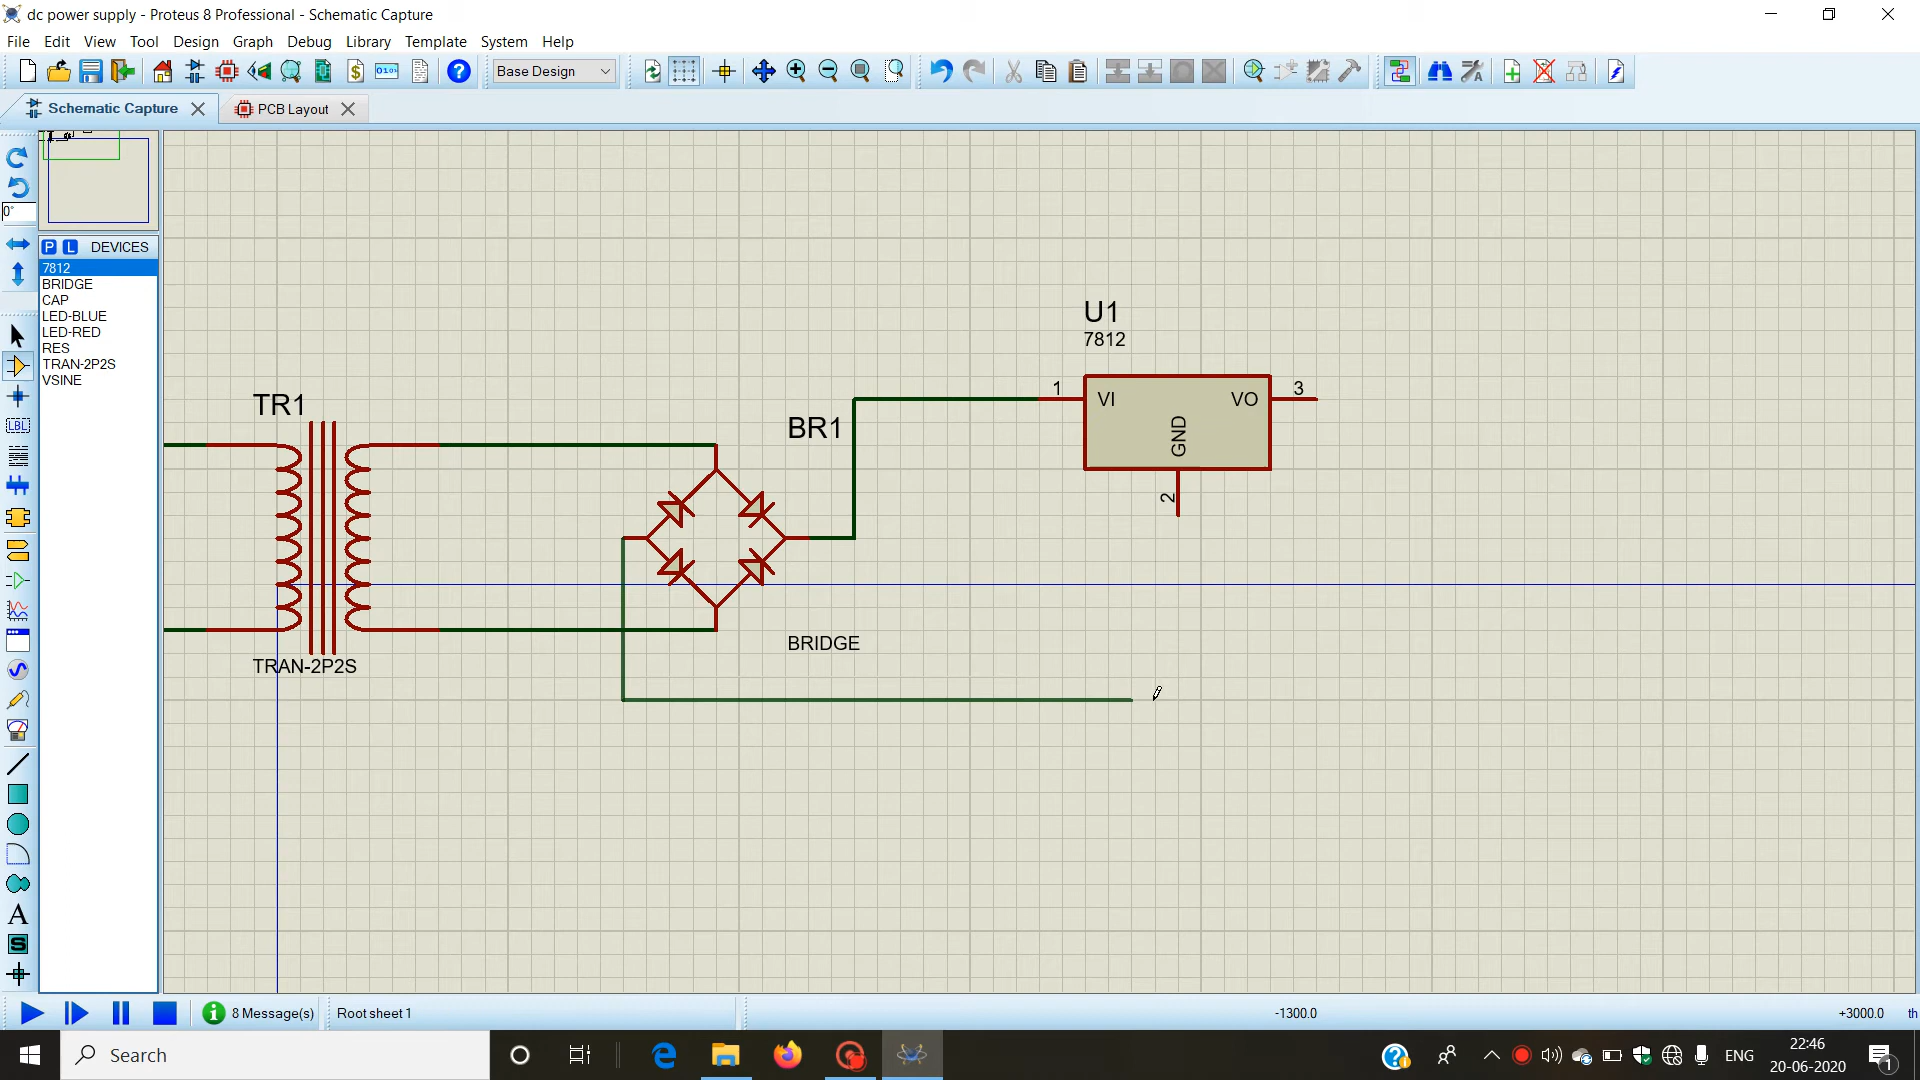 dc power supply - Proteus 8 Professional - Schematic Capture
File Edit View Tool Design Graph Debug Library Template System Help
Base Design
Schematic Capture PCB Layout
0°
P L DEVICES
7812
BRIDGE
CAP
LED-BLUE
LED-RED
RES
TRAN-2P2S
VSINE
LBL
A
S
U1
7812
1 VI VO 3
GND
2
TR1
BR1
TRAN-2P2S
BRIDGE
8 Message(s) Root sheet 1 -1300.0 +3000.0 th
Search
ENG
22:46
20-06-2020
1